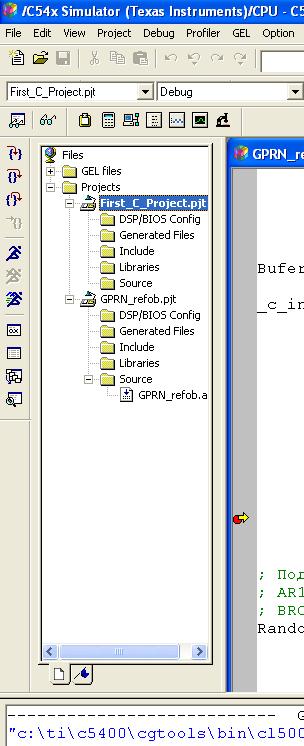 /C54x Simulator (Texas Instruments)/CPU - C5
File Edit View Project Debug Profiler GEL Option
First_C_Project.pjt Debug
Files
GEL files
Projects
First_C_Project.pjt
DSP/BIOS Config
Generated Files
Include
Libraries
Source
GPRN_refob.pjt
DSP/BIOS Config
Generated Files
Include
Libraries
Source
GPRN_refob.a
GPRN_re
Bufer
_c_in
; Под
; AR1
; BRC
Rando
---------------------------- G
"c:\ti\c5400\cgtools\bin\cl500